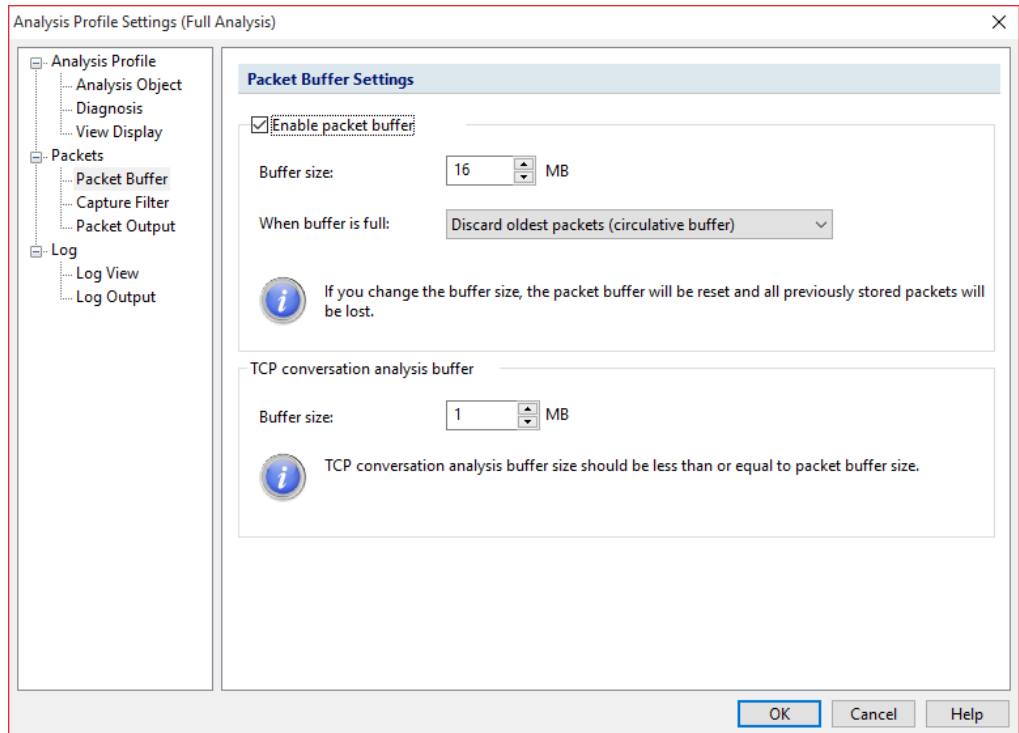 Analysis Profile Settings (Full Analysis)
Analysis Profile
Analysis Object
Diagnosis
View Display
Packets
Packet Buffer
Capture Filter
Packet Output
Log
Log View
Log Output
Packet Buffer Settings
Enable packet buffer
Buffer size: 16 MB
When buffer is full: Discard oldest packets (circulative buffer)
If you change the buffer size, the packet buffer will be reset and all previously stored packets will
be lost.
TCP conversation analysis buffer
Buffer size: 1 MB
TCP conversation analysis buffer size should be less than or equal to packet buffer size.
OK Cancel Help